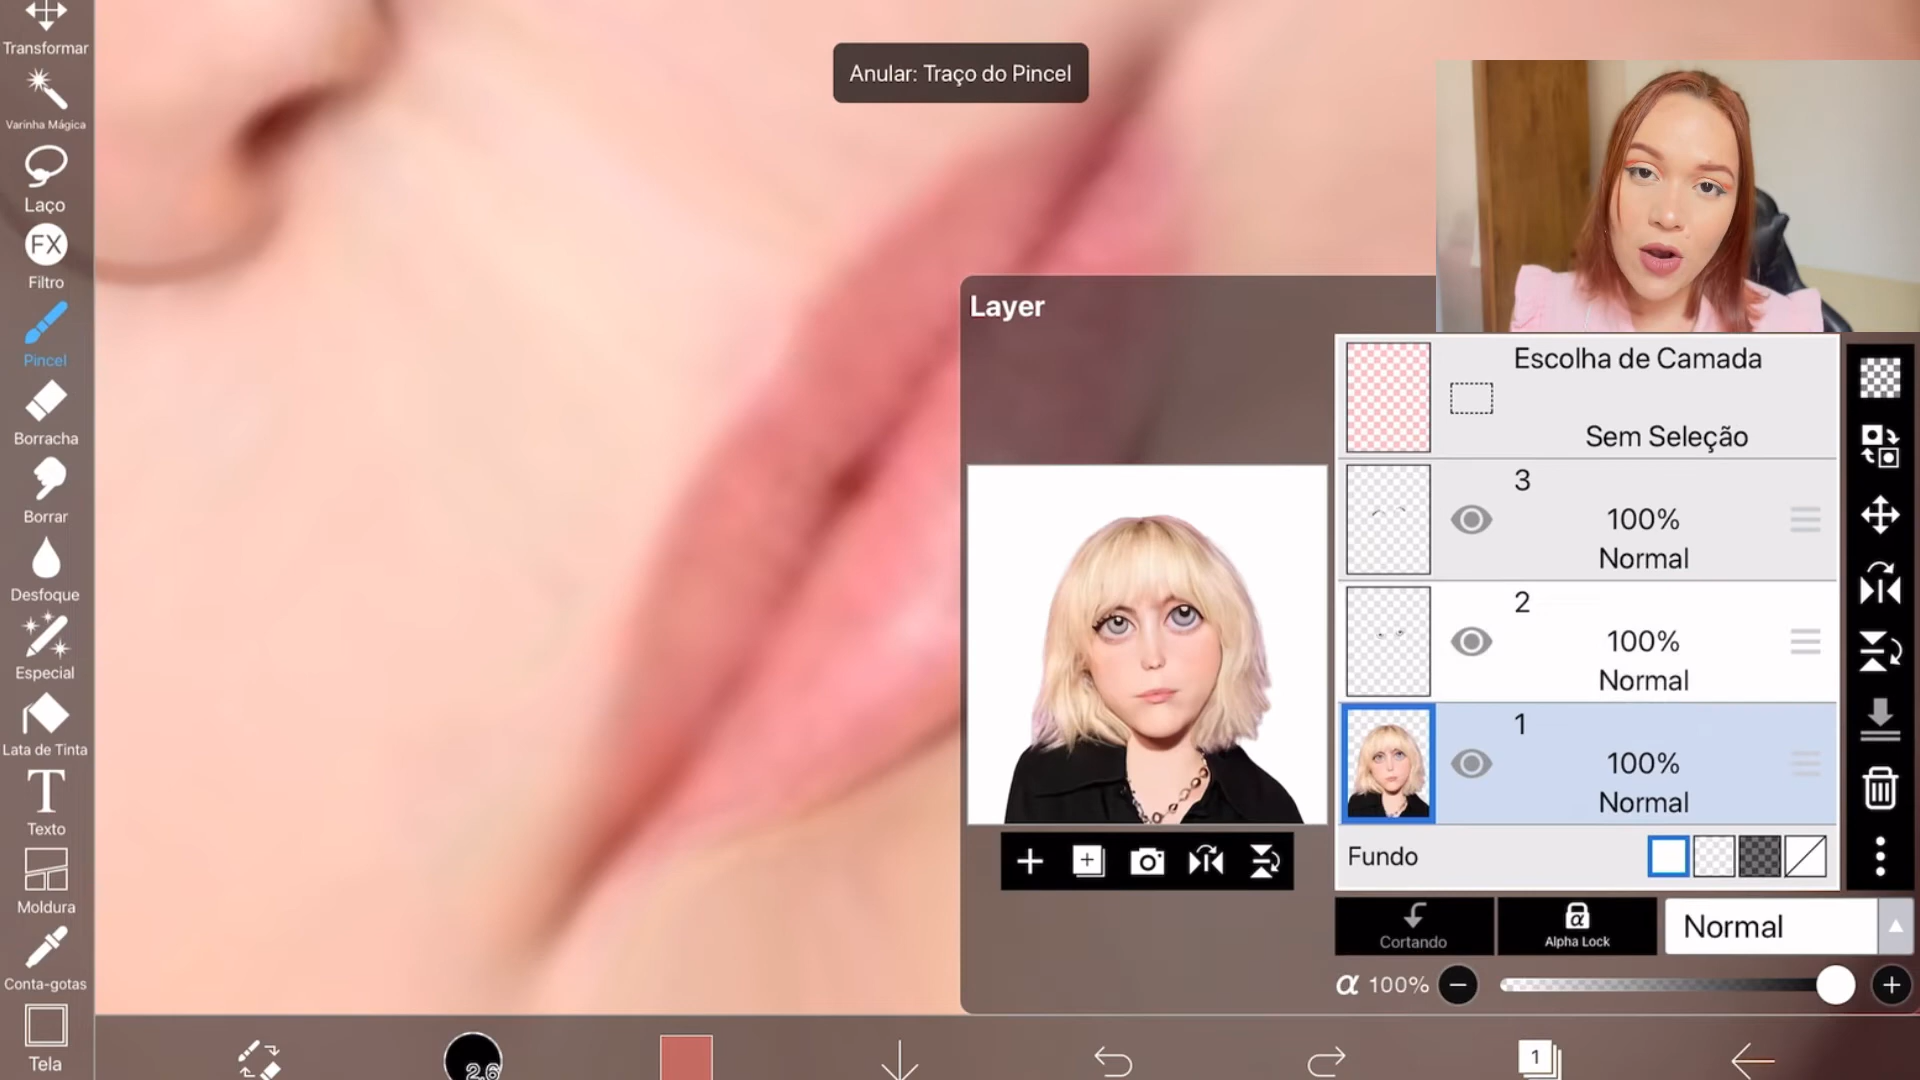 Transformar
Varinha Mágica
Laço
FX
Filtro
Pincel
Borracha
Borrar
Desfoque
Especial
Lata de Tinta
T
Texto
Moldura
Conta-gotas
Tela
Anular: Traço do Pincel
Layer
Escolha de Camada
Sem Seleção
3
100%
Normal
2
100%
Normal
1
100%
Normal
Fundo
Cortando
α
Alpha Lock
Normal
α 100%
2.6
1